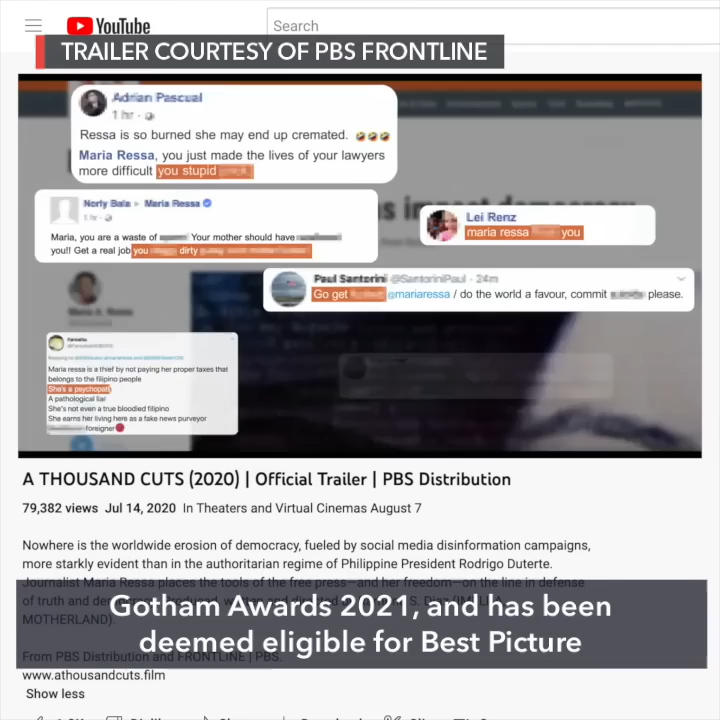 YouTube
Search
TRAILER COURTESY OF PBS FRONTLINE
Adrian Pascual
1 hr
Ressa is so burned she may end up cremated. 🤣🤣🤣
Maria Ressa, you just made the lives of your lawyers
more difficult you stupid
Norly Bala ▸ Maria Ressa
1 hr
Maria, you are a waste of Your mother should have
you!! Get a real job you dirty
Lei Renz
maria ressa you
Paul Santorini @SantoriniPaul · 24m
Go get @mariaressa / do the world a favour, commit please.
Maria ressa is a thief by not paying her proper taxes that
belongs to the filipino people
She's a psychopath
A pathological liar
She's not even a true bloodied filipino
She earns her living here as a fake news purveyor
foreigner
A THOUSAND CUTS (2020) | Official Trailer | PBS Distribution
79,382 views Jul 14, 2020 In Theaters and Virtual Cinemas August 7
Nowhere is the worldwide erosion of democracy, fueled by social media disinformation campaigns,
more starkly evident than in the authoritarian regime of Philippine President Rodrigo Duterte.
Journalist Maria Ressa places the tools of the free press—and her freedom—on the line in defense
of truth and
MOTHERLAND).
Gotham Awards 2021, and has been
deemed eligible for Best Picture
From PBS Distribution and FRONTLINE | PBS.
www.athousandcuts.film
Show less